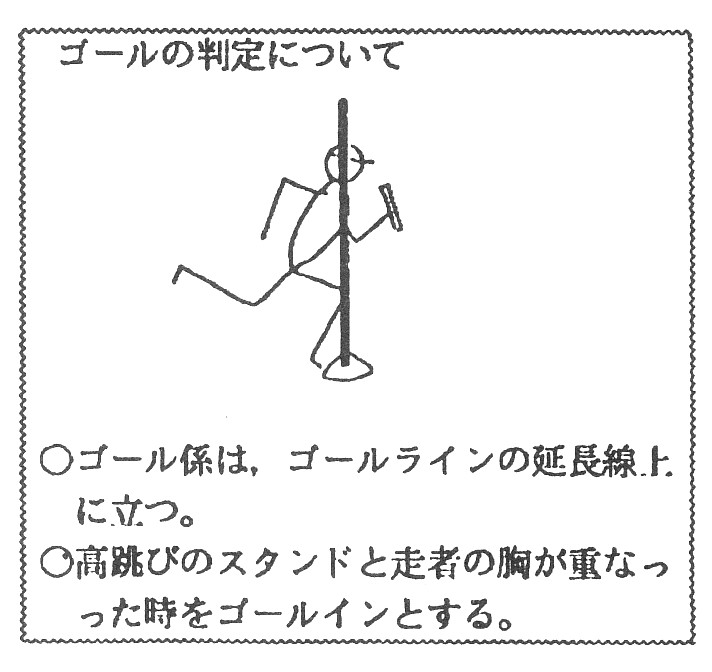 ゴールの判定について
○ゴール係は，ゴールラインの延長線上
に立つ。
○高跳びのスタンドと走者の胸が重なっ
った時をゴールインとする。